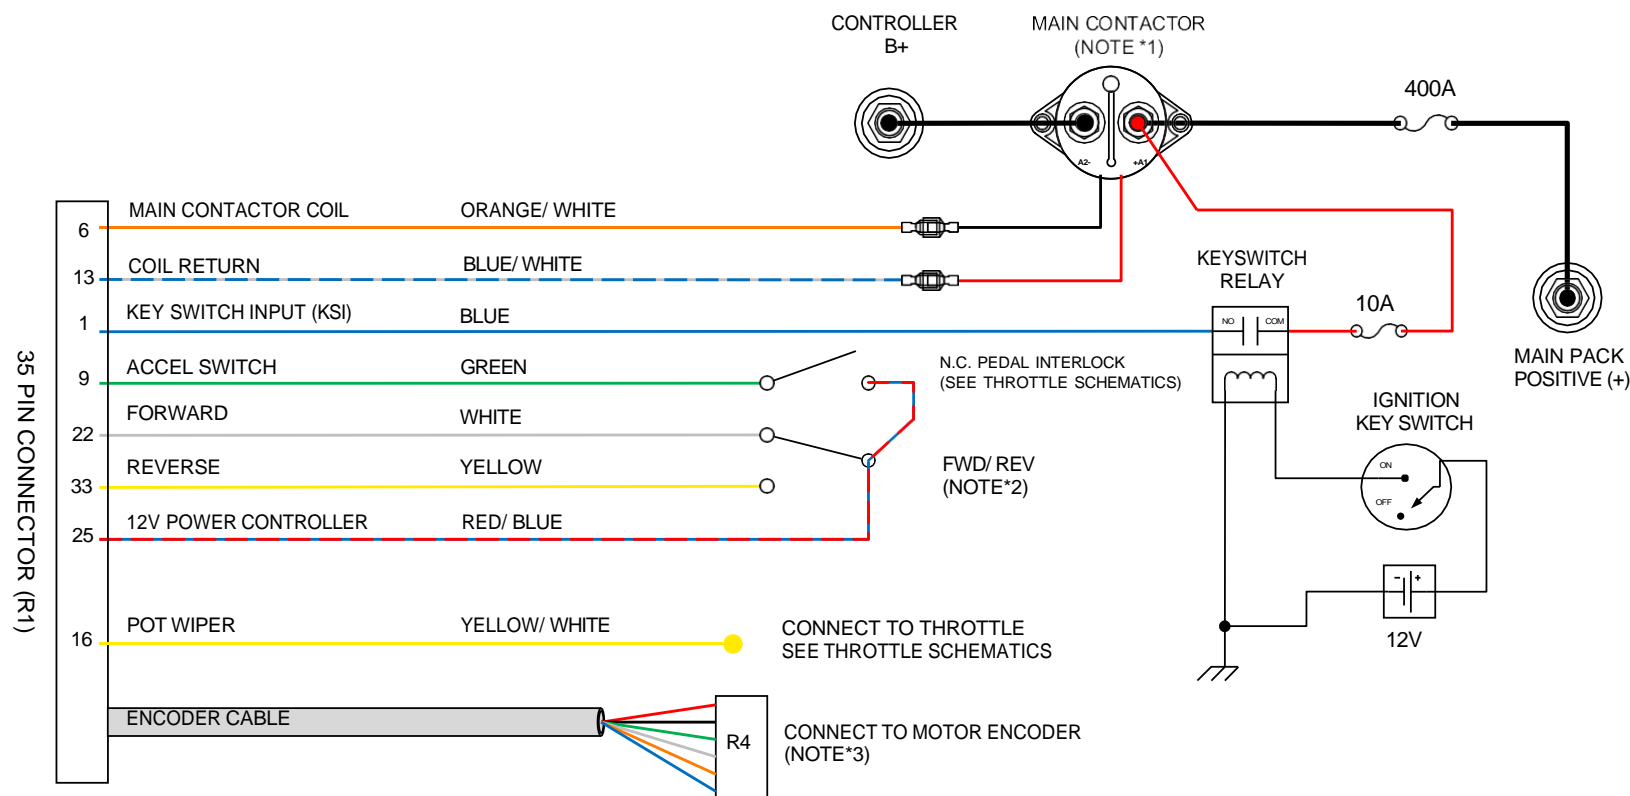 CONTROLLER
B+
MAIN CONTACTOR
(NOTE *1)
400A
A2-
+A1
MAIN PACK
POSITIVE (+)
35 PIN CONNECTOR (R1)
6
MAIN CONTACTOR COIL
ORANGE/ WHITE
13
COIL RETURN
BLUE/ WHITE
1
KEY SWITCH INPUT (KSI)
BLUE
KEYSWITCH
RELAY
NO
COM
10A
9
ACCEL SWITCH
GREEN
N.C. PEDAL INTERLOCK
(SEE THROTTLE SCHEMATICS)
22
FORWARD
WHITE
33
REVERSE
YELLOW
FWD/ REV
(NOTE*2)
IGNITION
KEY SWITCH
ON
OFF
25
12V POWER CONTROLLER
RED/ BLUE
-
+
12V
16
POT WIPER
YELLOW/ WHITE
CONNECT TO THROTTLE
SEE THROTTLE SCHEMATICS
ENCODER CABLE
R4
CONNECT TO MOTOR ENCODER
(NOTE*3)